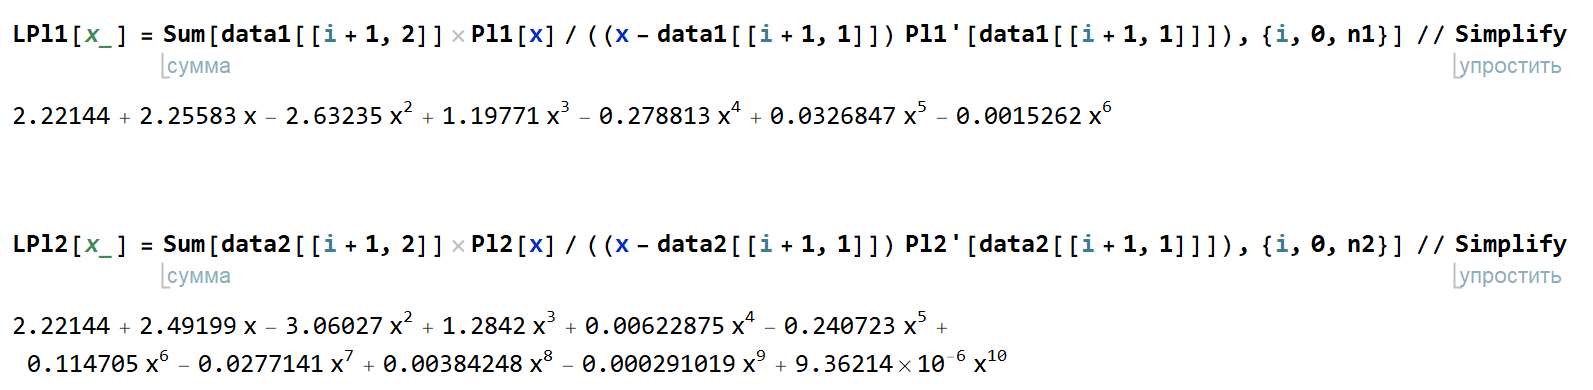 LPl1[x_] = Sum[data1[[i + 1, 2]] × Pl1[x] / ((x - data1[[i + 1, 1]]) Pl1'[data1[[i + 1, 1]]]), {i, 0, n1}] // Simplify
сумма упростить
2.22144 + 2.25583 x - 2.63235 x² + 1.19771 x³ - 0.278813 x⁴ + 0.0326847 x⁵ - 0.0015262 x⁶
LPl2[x_] = Sum[data2[[i + 1, 2]] × Pl2[x] / ((x - data2[[i + 1, 1]]) Pl2'[data2[[i + 1, 1]]]), {i, 0, n2}] // Simplify
сумма упростить
2.22144 + 2.49199 x - 3.06027 x² + 1.2842 x³ + 0.00622875 x⁴ - 0.240723 x⁵ +
0.114705 x⁶ - 0.0277141 x⁷ + 0.00384248 x⁸ - 0.000291019 x⁹ + 9.36214 × 10⁻⁶ x¹⁰